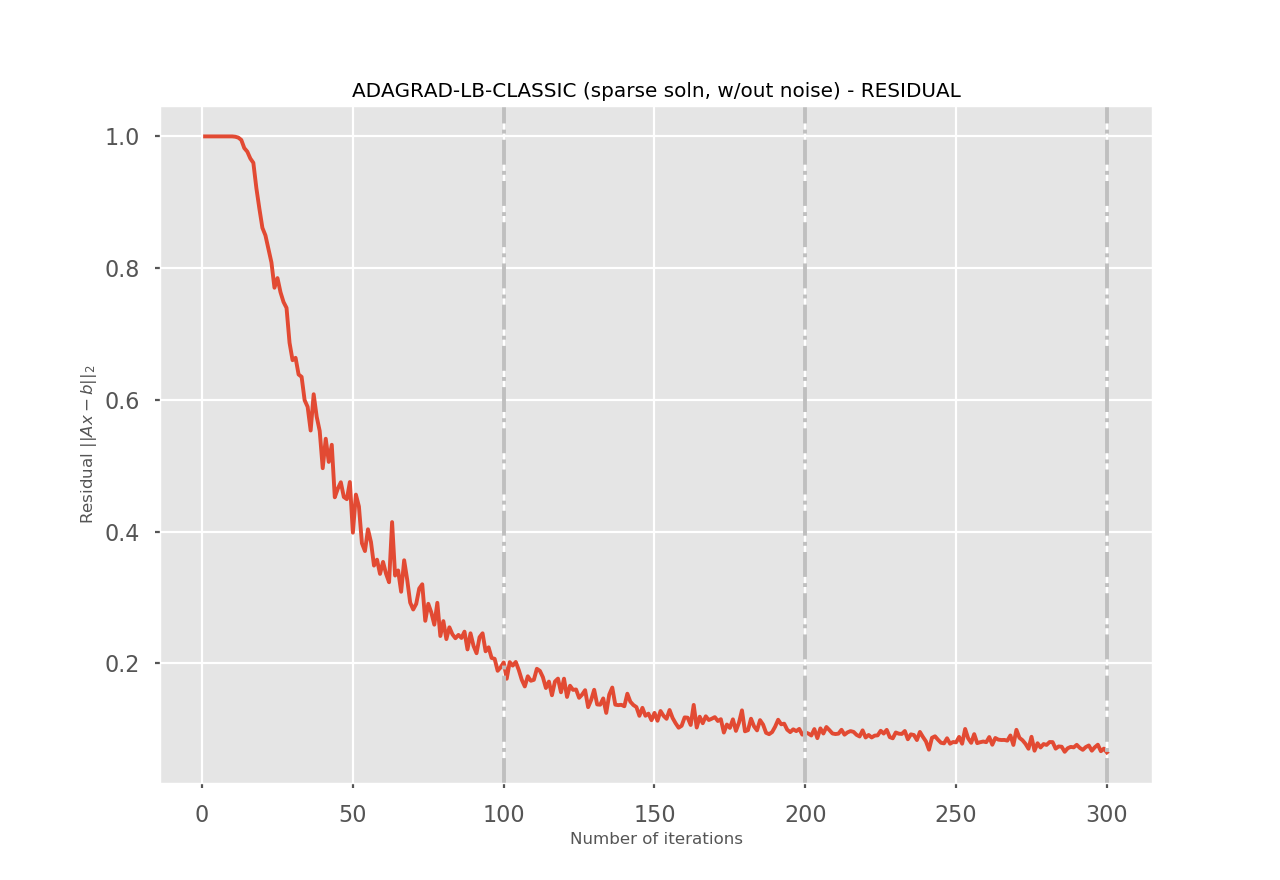 ADAGRAD-LB-CLASSIC (sparse soln, w/out noise) - RESIDUAL
1.0
0.8
0.6
0.4
0.2
Residual ||Ax − b||₂
0 50 100 150 200 250 300
Number of iterations